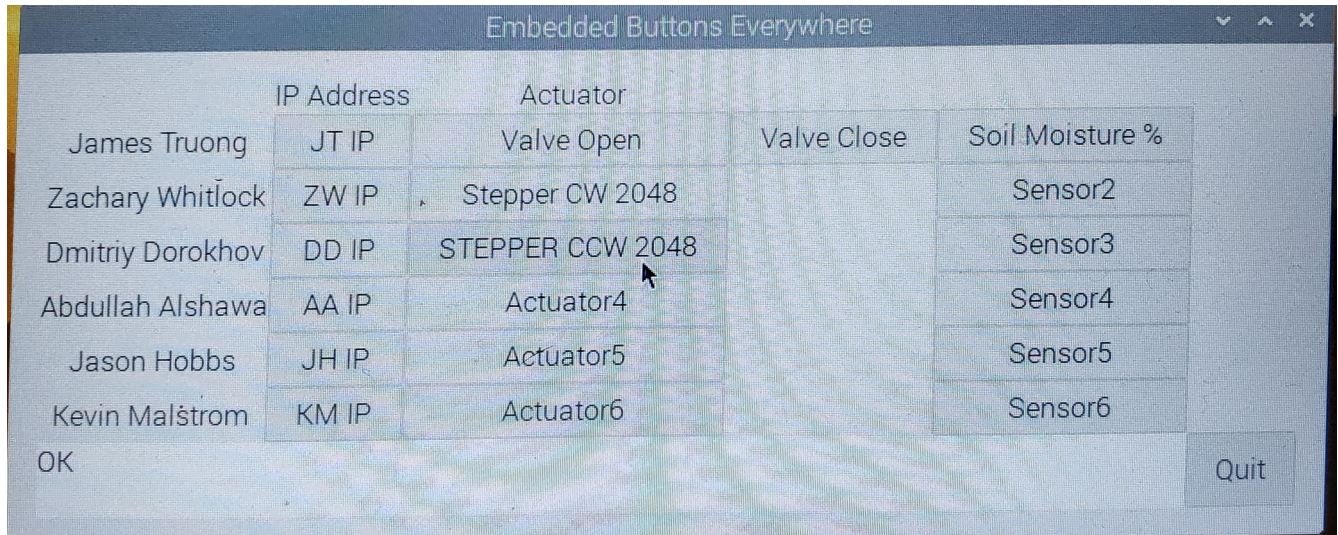 Embedded Buttons Everywhere
IP Address Actuator
James Truong JT IP Valve Open Valve Close Soil Moisture %
Zachary Whitlock ZW IP Stepper CW 2048 Sensor2
Dmitriy Dorokhov DD IP STEPPER CCW 2048 Sensor3
Abdullah Alshawa AA IP Actuator4 Sensor4
Jason Hobbs JH IP Actuator5 Sensor5
Kevin Malstrom KM IP Actuator6 Sensor6
OK
Quit